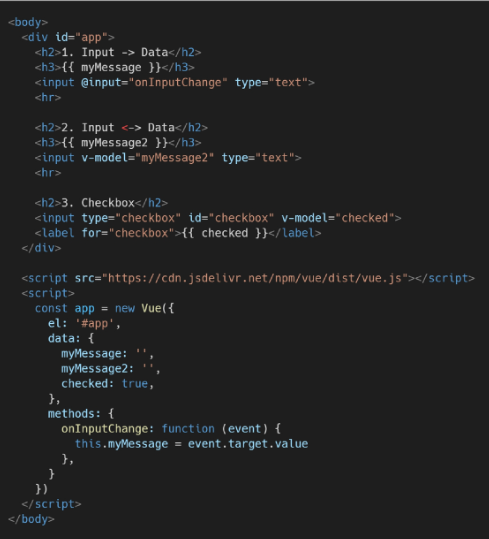 <body>
<div id="app">
<h2>1. Input -> Data</h2>
<h3>{{ myMessage }}</h3>
<input @input="onInputChange" type="text">
<hr>
<h2>2. Input <-> Data</h2>
<h3>{{ myMessage2 }}</h3>
<input v-model="myMessage2" type="text">
<hr>
<h2>3. Checkbox</h2>
<input type="checkbox" id="checkbox" v-model="checked">
<label for="checkbox">{{ checked }}</label>
</div>
<script src="https://cdn.jsdelivr.net/npm/vue/dist/vue.js"></script>
<script>
const app = new Vue({
el: '#app',
data: {
myMessage: '',
myMessage2: '',
checked: true,
},
methods: {
onInputChange: function (event) {
this.myMessage = event.target.value
},
}
})
</script>
</body>